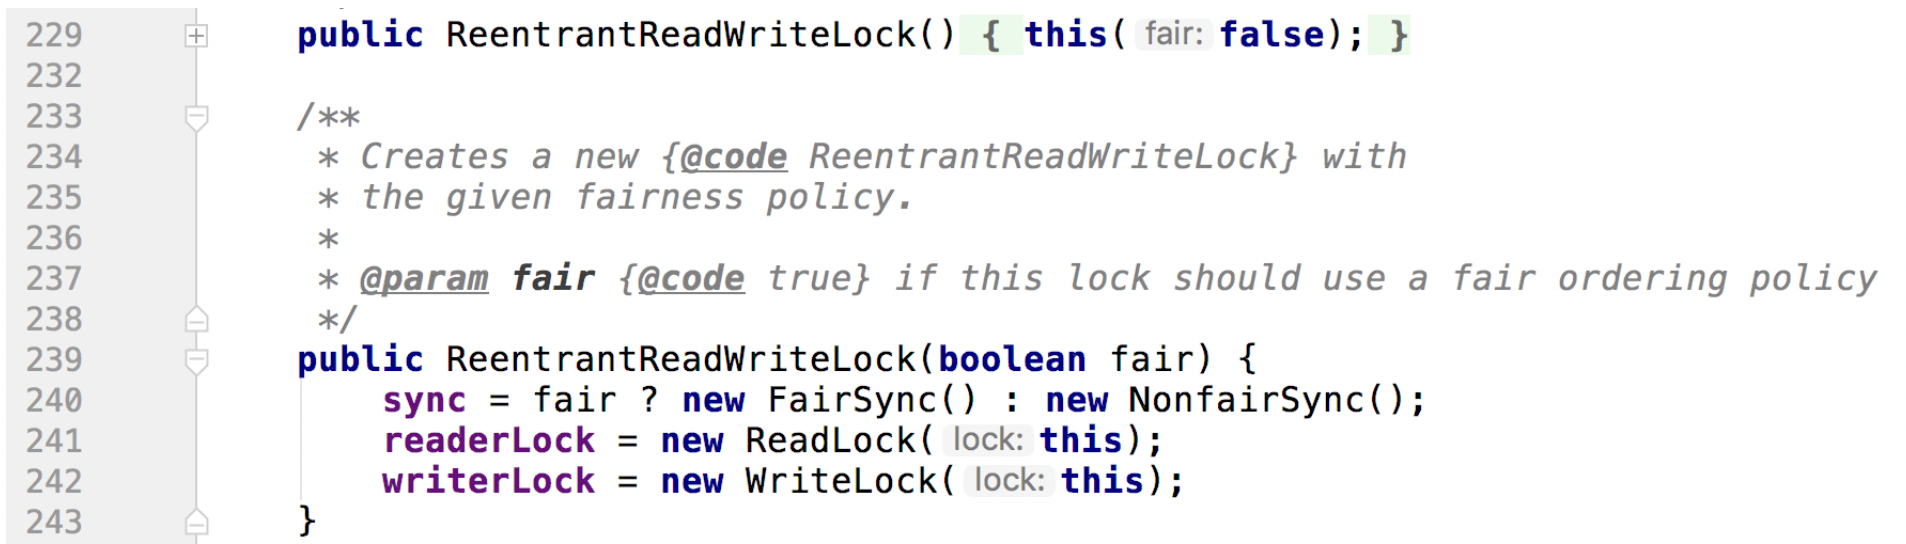 229 public ReentrantReadWriteLock() { this( fair: false); }
232
233 /**
234 * Creates a new {@code ReentrantReadWriteLock} with
235 * the given fairness policy.
236 *
237 * @param fair {@code true} if this lock should use a fair ordering policy
238 */
239 public ReentrantReadWriteLock(boolean fair) {
240 sync = fair ? new FairSync() : new NonfairSync();
241 readerLock = new ReadLock( lock: this);
242 writerLock = new WriteLock( lock: this);
243 }